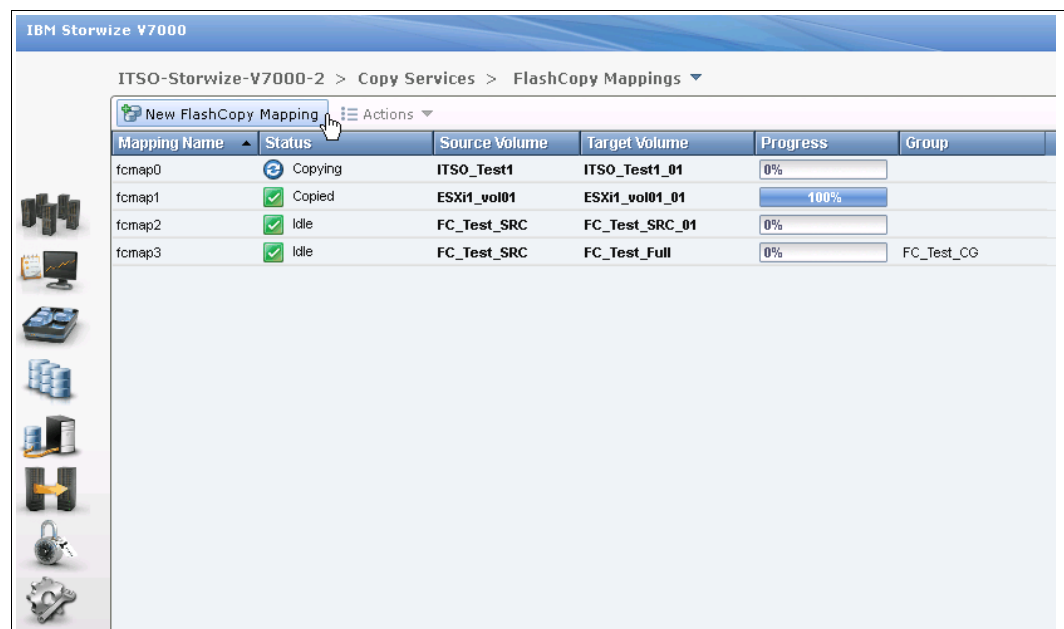 IBM Storwize V7000
ITSO-Storwize-V7000-2 > Copy Services > FlashCopy Mappings
New FlashCopy Mapping Actions
Mapping Name Status Source Volume Target Volume Progress Group
fcmap0 Copying ITSO_Test1 ITSO_Test1_01 0%
fcmap1 Copied ESXi1_vol01 ESXi1_vol01_01 100%
fcmap2 Idle FC_Test_SRC FC_Test_SRC_01 0%
fcmap3 Idle FC_Test_SRC FC_Test_Full 0% FC_Test_CG